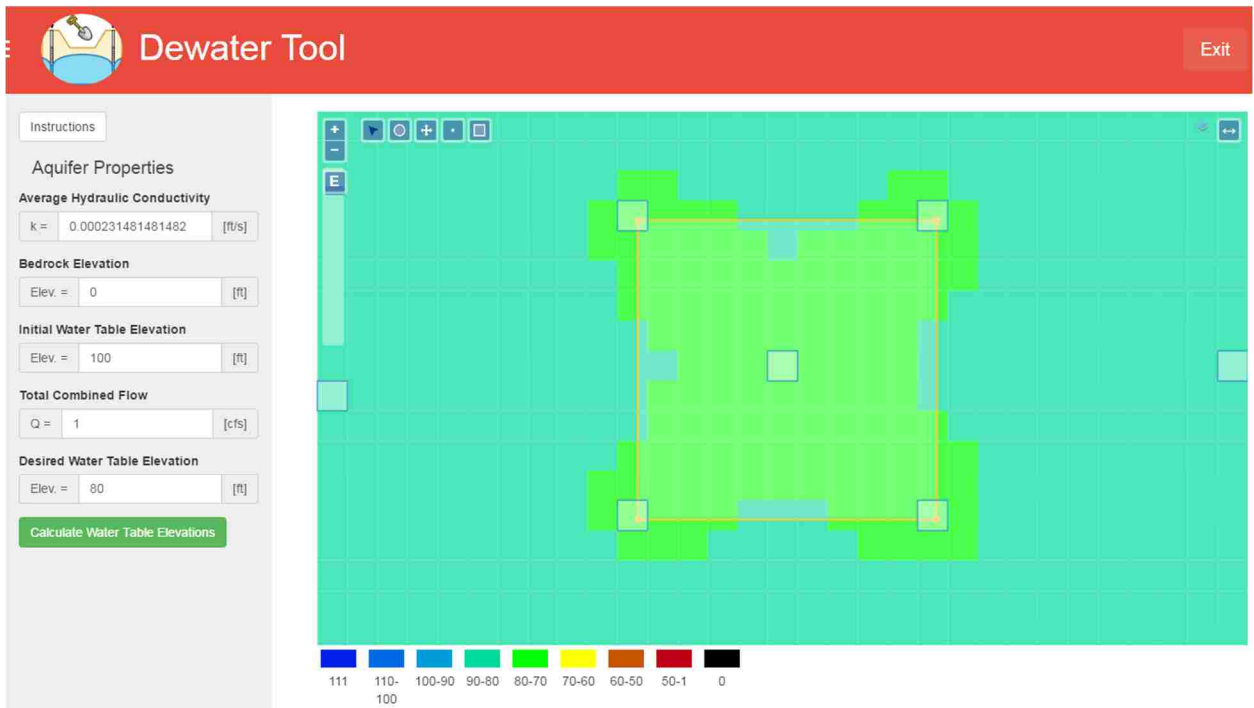 Dewater Tool
Exit
Instructions
Aquifer Properties
Average Hydraulic Conductivity
k = 0.000231481481482 [ft/s]
Bedrock Elevation
Elev. = 0 [ft]
Initial Water Table Elevation
Elev. = 100 [ft]
Total Combined Flow
Q = 1 [cfs]
Desired Water Table Elevation
Elev. = 80 [ft]
Calculate Water Table Elevations
+
−
E
111 110-100 100-90 90-80 80-70 70-60 60-50 50-1 0